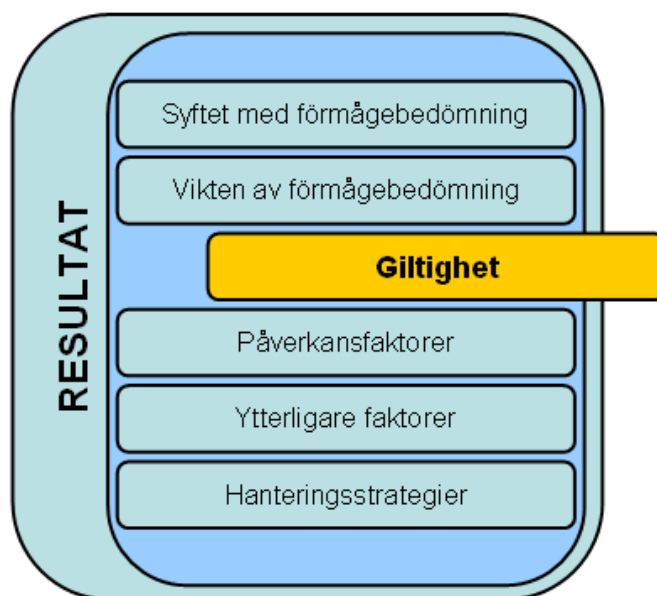 RESULTAT
Syftet med förmågebedömning
Vikten av förmågebedömning
Giltighet
Påverkansfaktorer
Ytterligare faktorer
Hanteringsstrategier